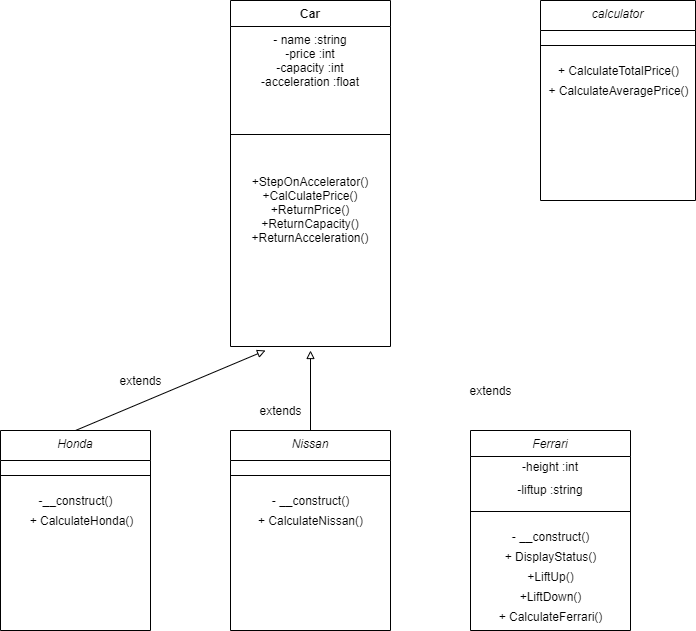 Car
- name :string
-price :int
-capacity :int
-acceleration :float
+StepOnAccelerator()
+CalCulatePrice()
+ReturnPrice()
+ReturnCapacity()
+ReturnAcceleration()
calculator
+ CalculateTotalPrice()
+ CalculateAveragePrice()
extends
extends
extends
Honda
-__construct()
+ CalculateHonda()
Nissan
- __construct()
+ CalculateNissan()
Ferrari
-height :int
-liftup :string
- __construct()
+ DisplayStatus()
+LiftUp()
+LiftDown()
+ CalculateFerrari()